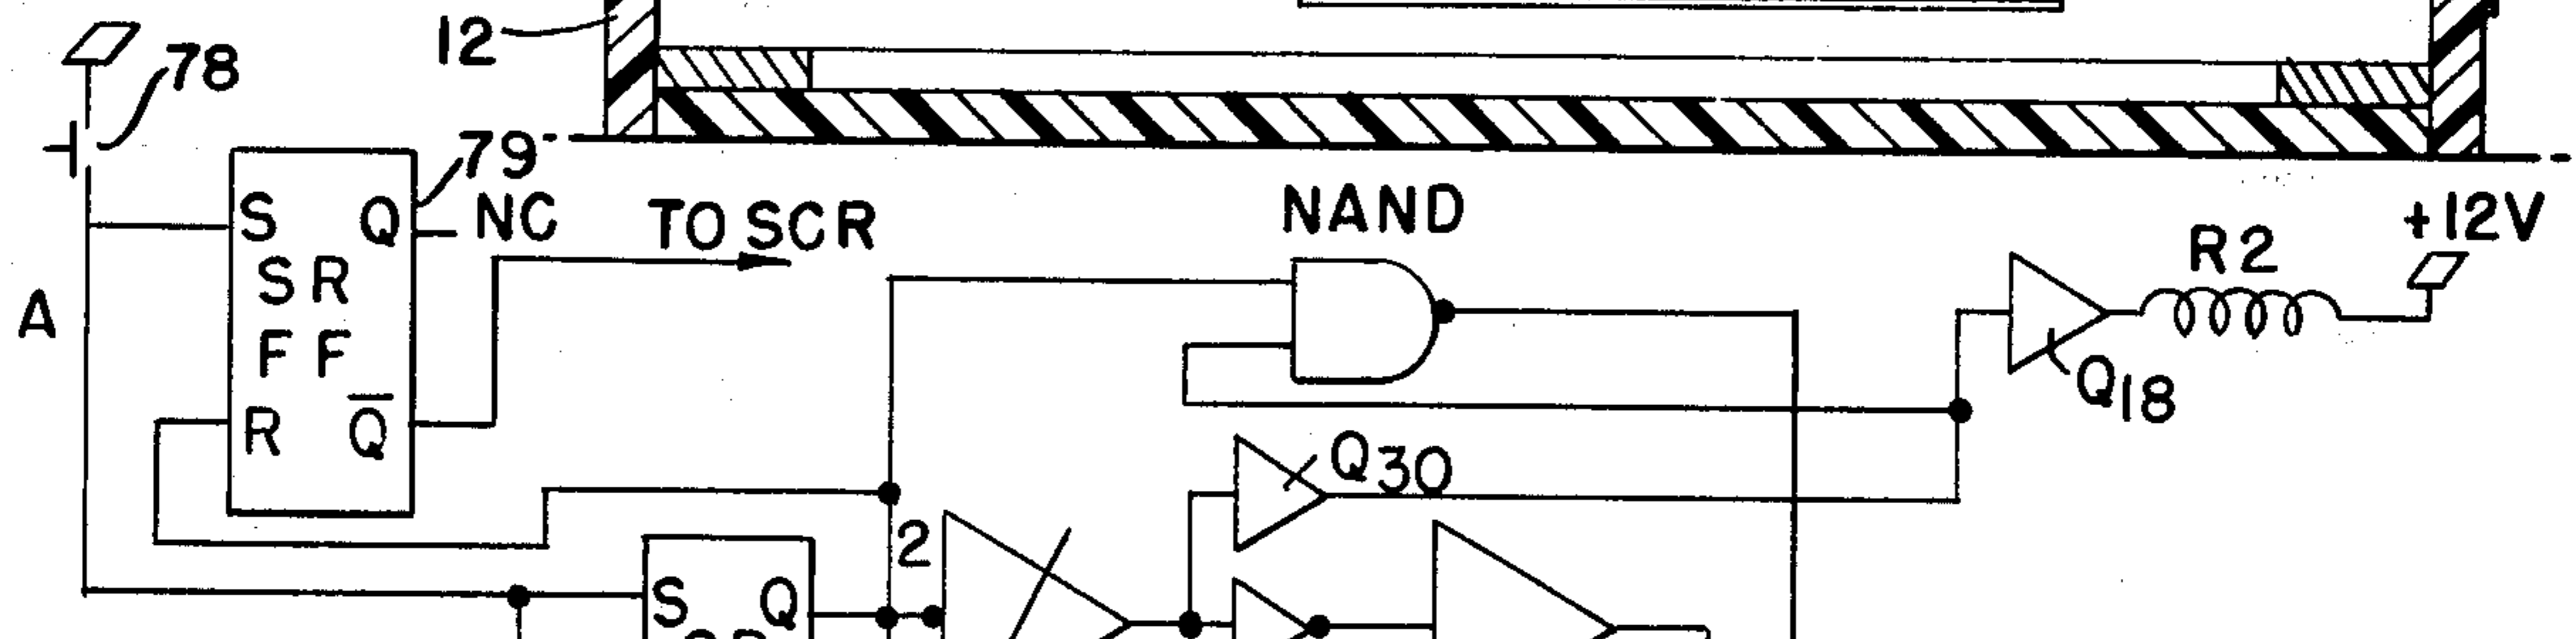 12
78
79
S Q NC
TO SCR
NAND
+12V
R2
SR
A
FF
Q18
R Q̅
Q30
2
S Q